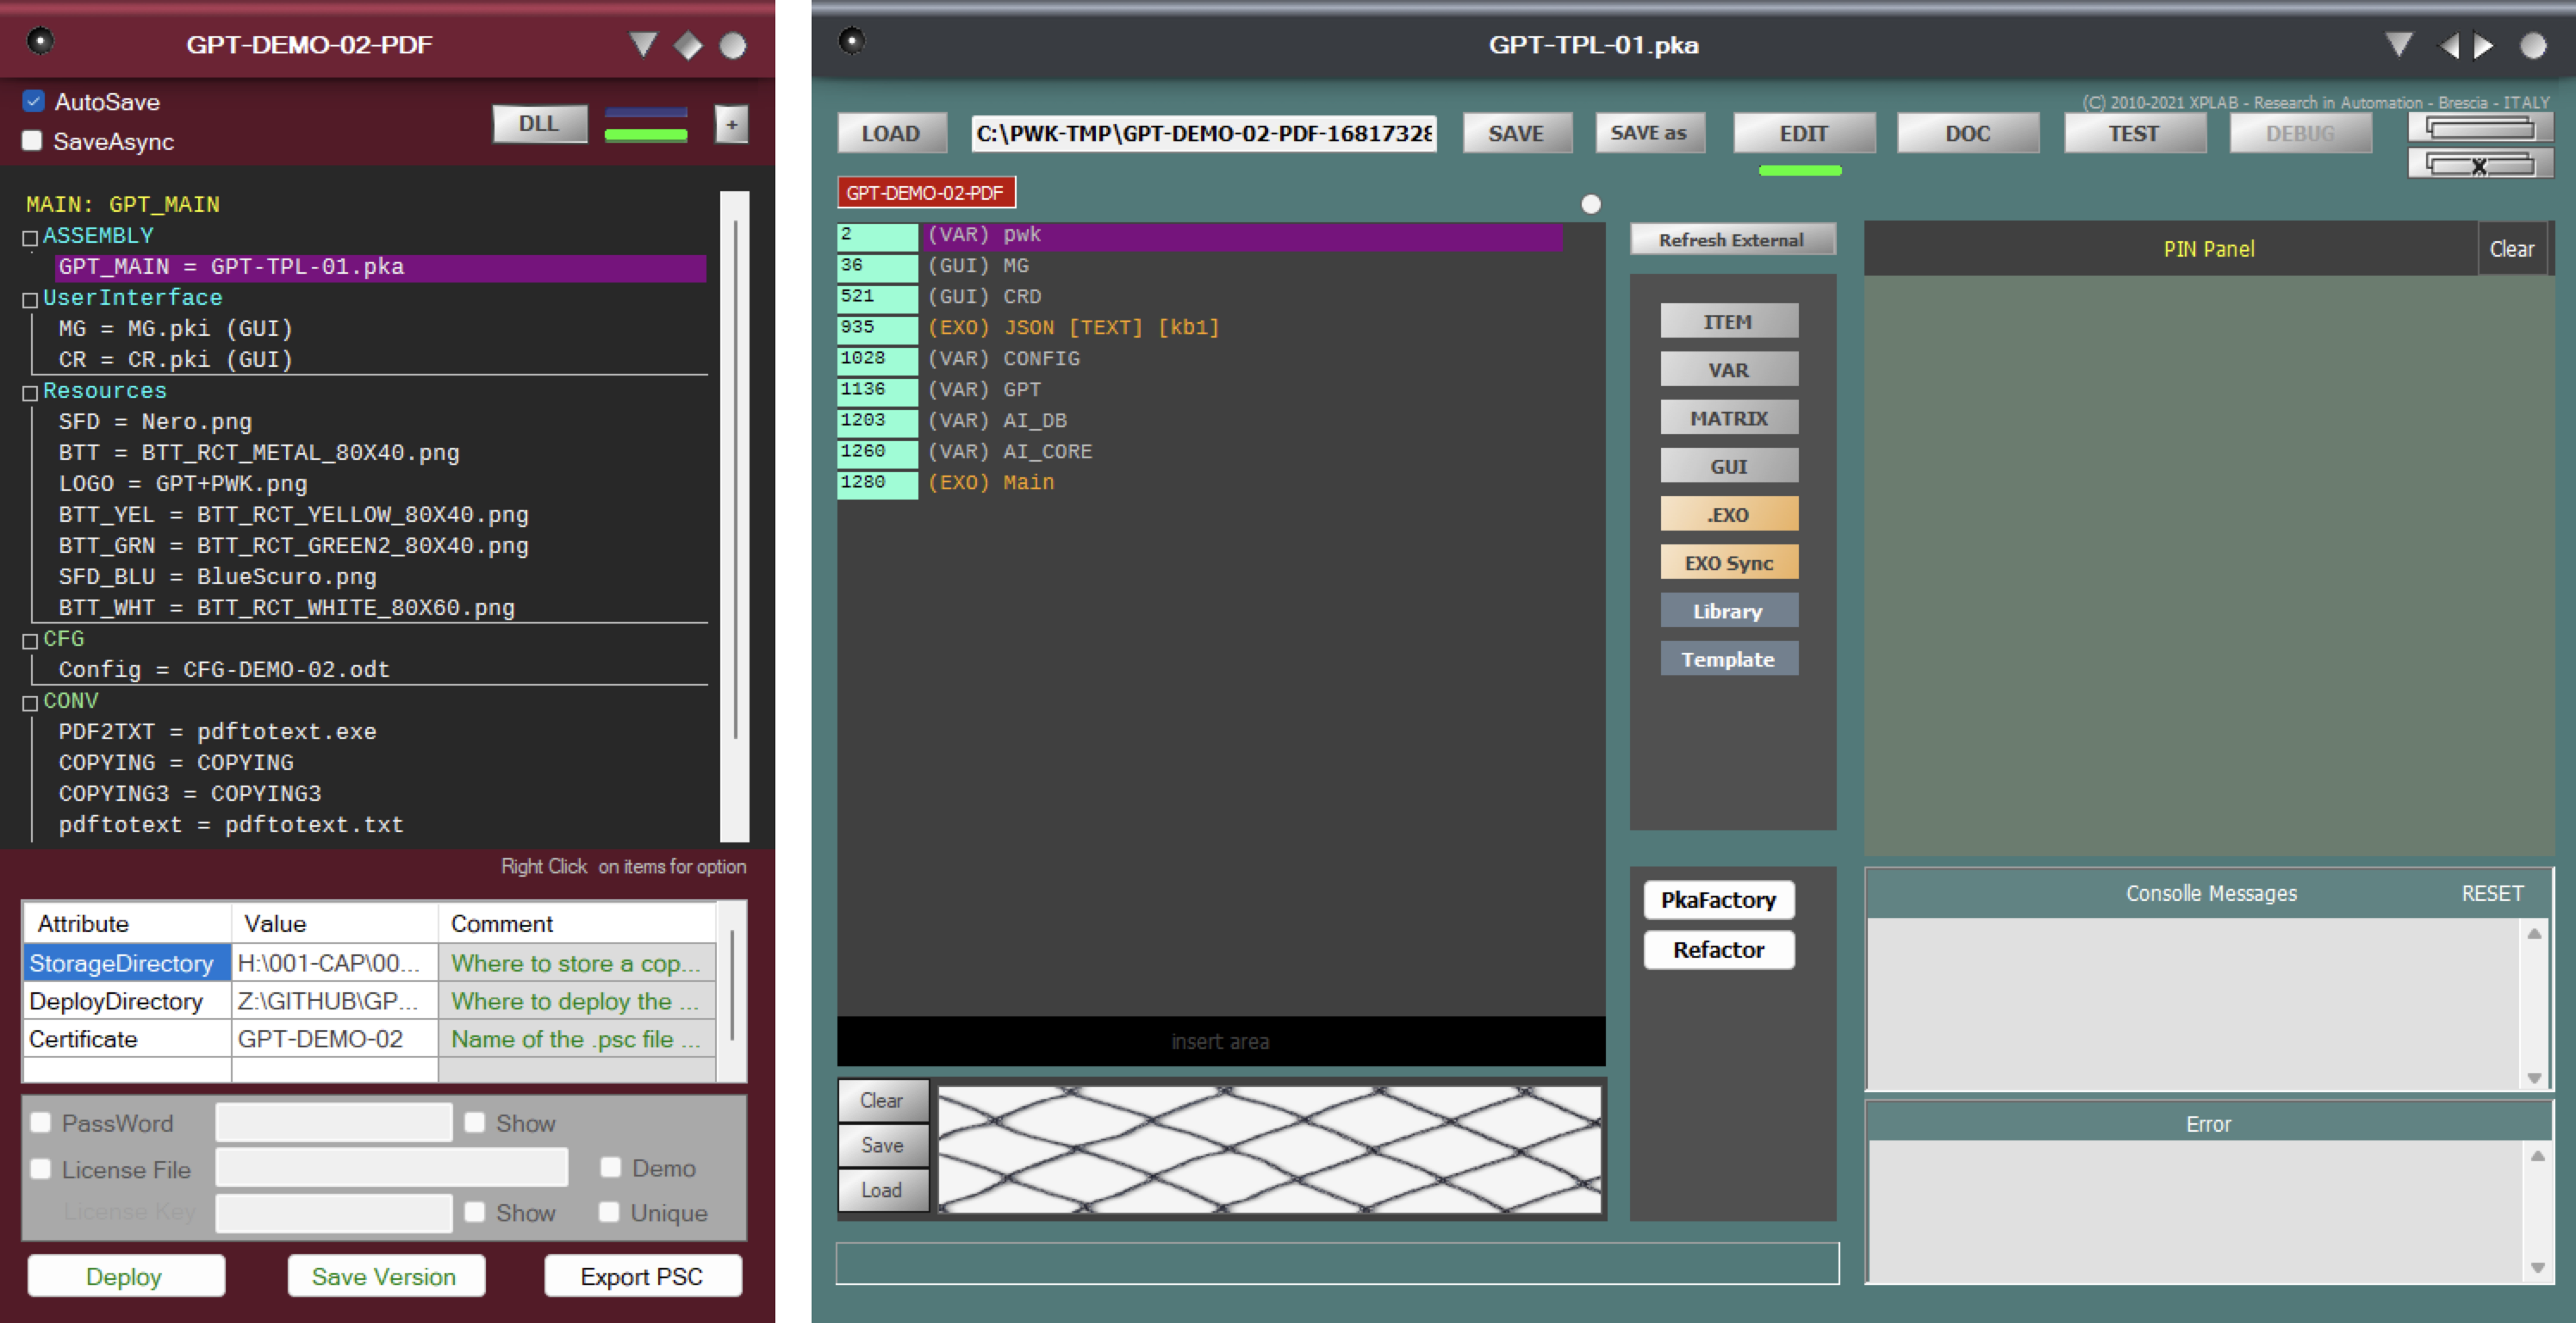 GPT-DEMO-02-PDF
AutoSave
SaveAsync
DLL
+
MAIN: GPT_MAIN
ASSEMBLY
GPT_MAIN = GPT-TPL-01.pka
UserInterface
MG = MG.pki (GUI)
CR = CR.pki (GUI)
Resources
SFD = Nero.png
BTT = BTT_RCT_METAL_80X40.png
LOGO = GPT+PWK.png
BTT_YEL = BTT_RCT_YELLOW_80X40.png
BTT_GRN = BTT_RCT_GREEN2_80X40.png
SFD_BLU = BlueScuro.png
BTT_WHT = BTT_RCT_WHITE_80X60.png
CFG
Config = CFG-DEMO-02.odt
CONV
PDF2TXT = pdftotext.exe
COPYING = COPYING
COPYING3 = COPYING3
pdftotext = pdftotext.txt
Right Click on items for option
Attribute Value Comment
StorageDirectory H:\001-CAP\00... Where to store a cop...
DeployDirectory Z:\GITHUB\GP... Where to deploy the ...
Certificate GPT-DEMO-02 Name of the .psc file ...
PassWord Show
License File Demo
License Key Show Unique
Deploy Save Version Export PSC
GPT-TPL-01.pka
(C) 2010-2021 XPLAB - Research in Automation - Brescia - ITALY
LOAD C:\PWK-TMP\GPT-DEMO-02-PDF-16817328 SAVE SAVE as EDIT DOC TEST DEBUG
X
GPT-DEMO-02-PDF
2 (VAR) pwk
36 (GUI) MG
521 (GUI) CRD
935 (EXO) JSON [TEXT] [kb1]
1028 (VAR) CONFIG
1136 (VAR) GPT
1203 (VAR) AI_DB
1260 (VAR) AI_CORE
1280 (EXO) Main
insert area
Clear
Save
Load
Refresh External
ITEM
VAR
MATRIX
GUI
.EXO
EXO Sync
Library
Template
PkaFactory
Refactor
PIN Panel Clear
Consolle Messages RESET
Error